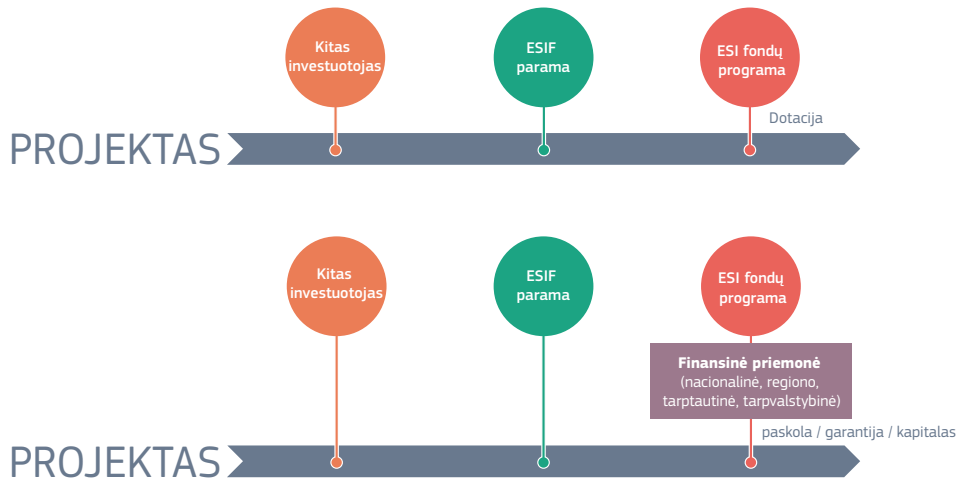 Kitas
investuotojas
ESIF
parama
ESI fondų
programa
Dotacija
PROJEKTAS
Kitas
investuotojas
ESIF
parama
ESI fondų
programa
Finansinė priemonė
(nacionalinė, regiono,
tarptautinė, tarpvalstybinė)
paskola / garantija / kapitalas
PROJEKTAS